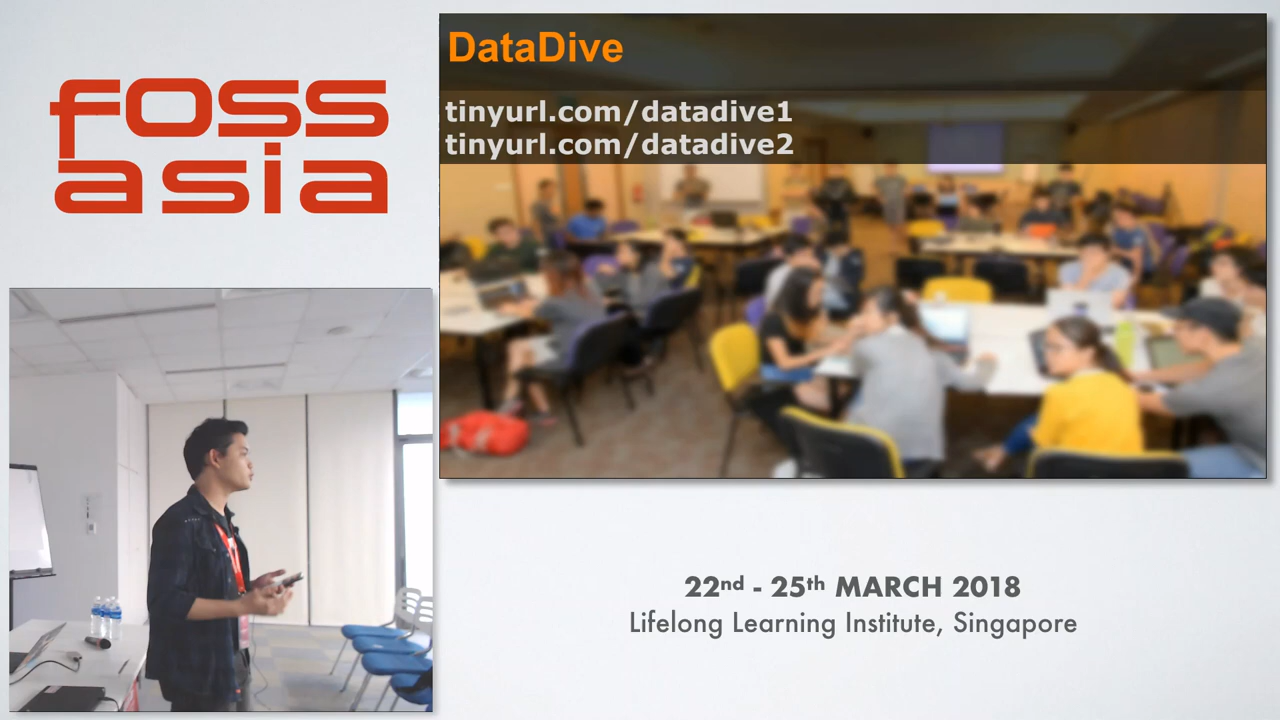 foss
asia
DataDive
tinyurl.com/datadive1
tinyurl.com/datadive2
22nd - 25th MARCH 2018
Lifelong Learning Institute, Singapore